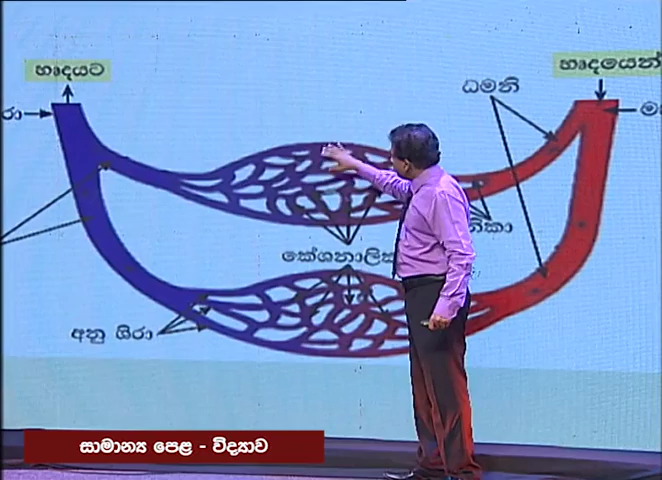 හෘදයට
හෘදයෙන්
ධමනි
කේශනාලික
අනු ශිරා
සාමාන්‍ය පෙළ - විද්‍යාව